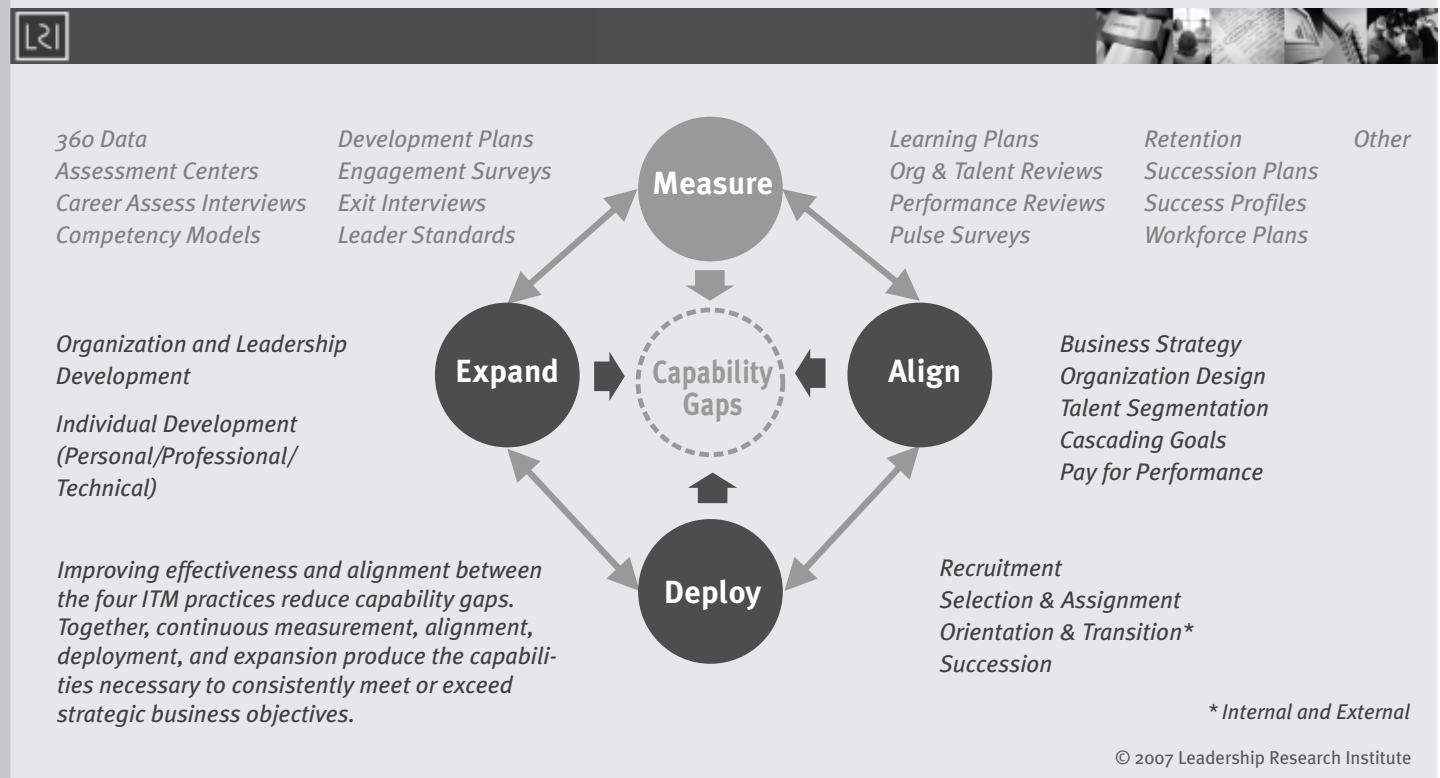 LRI
360 Data
Assessment Centers
Career Assess Interviews
Competency Models
Development Plans
Engagement Surveys
Exit Interviews
Leader Standards
Measure
Learning Plans
Org & Talent Reviews
Performance Reviews
Pulse Surveys
Retention
Succession Plans
Success Profiles
Workforce Plans
Other
Organization and Leadership
Development
Individual Development
(Personal/Professional/
Technical)
Expand
Capability
Gaps
Align
Business Strategy
Organization Design
Talent Segmentation
Cascading Goals
Pay for Performance
Improving effectiveness and alignment between
the four ITM practices reduce capability gaps.
Together, continuous measurement, alignment,
deployment, and expansion produce the capabili-
ties necessary to consistently meet or exceed
strategic business objectives.
Deploy
Recruitment
Selection & Assignment
Orientation & Transition*
Succession
* Internal and External
© 2007 Leadership Research Institute